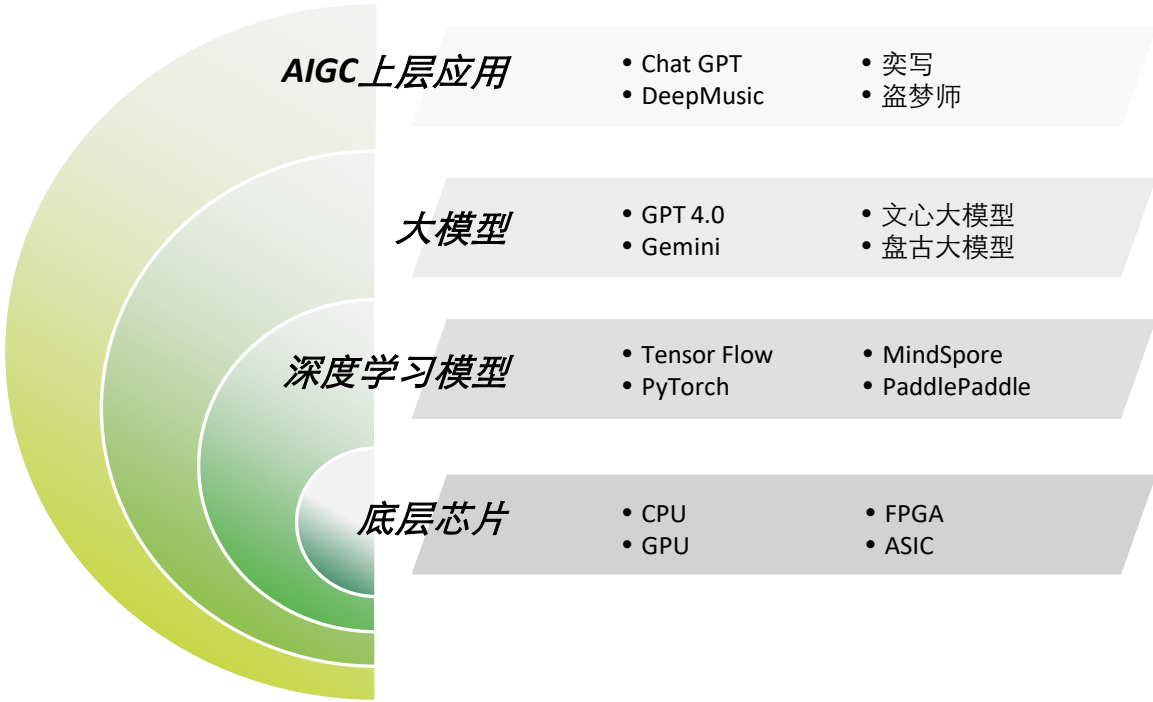 AIGC上层应用
• Chat GPT
• DeepMusic
• 奕写
• 盗梦师
大模型
• GPT 4.0
• Gemini
• 文心大模型
• 盘古大模型
深度学习模型
• Tensor Flow
• PyTorch
• MindSpore
• PaddlePaddle
底层芯片
• CPU
• GPU
• FPGA
• ASIC